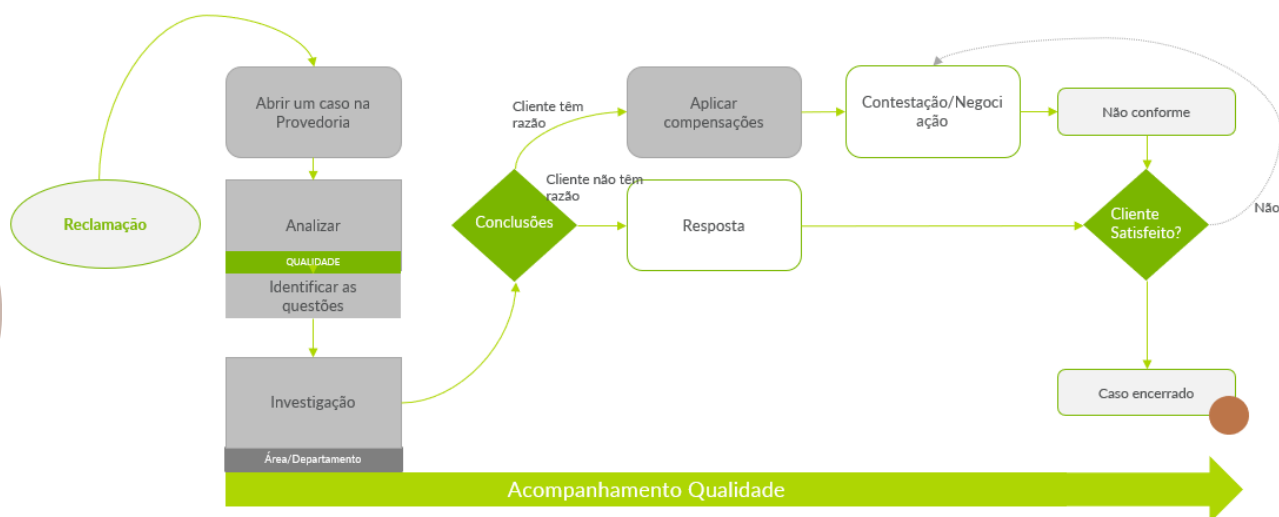 Reclamação
Abrir um caso na
Provedoria
Analizar
QUALIDADE
Identificar as
questões
Investigação
Área/Departamento
Conclusões
Cliente têm
razão
Cliente não têm
razão
Aplicar
compensações
Resposta
Contestação/Negoci
ação
Não conforme
Cliente
Satisfeito?
Não
Caso encerrado
Acompanhamento Qualidade